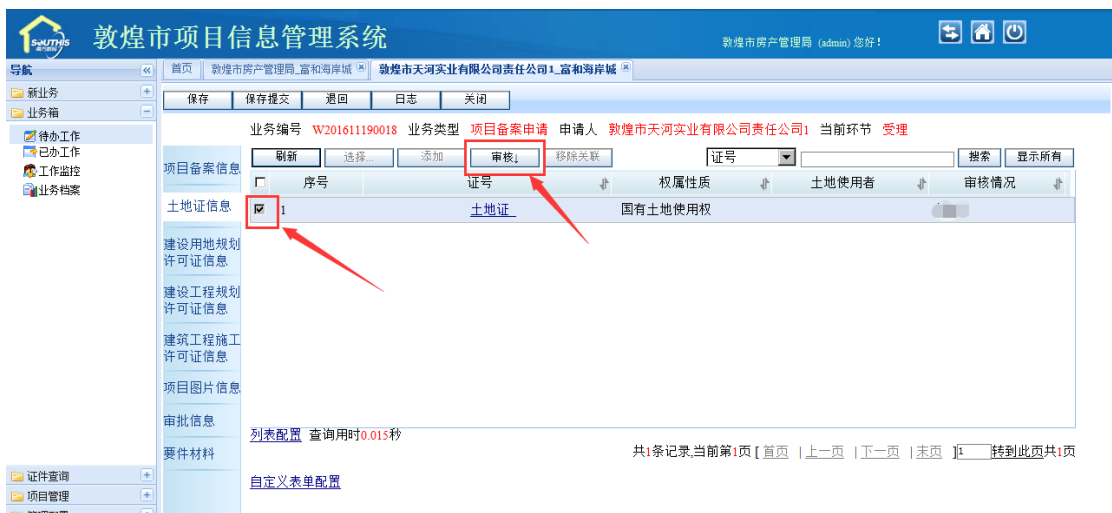 SOUTHS
敦煌市项目信息管理系统
敦煌市房产管理局 (admin) 您好!
导航
首页 敦煌市房产管理局_富和海岸城 敦煌市天河实业有限公司责任公司1_富和海岸城
新业务
业务箱
待办工作
已办工作
工作监控
业务档案
保存 保存提交 退回 日志 关闭
业务编号 W201611190018 业务类型 项目备案申请 申请人 敦煌市天河实业有限公司责任公司1 当前环节 受理
刷新 选择... 添加 审核↓ 移除关联 证号 搜索 显示所有
序号 证号 权属性质 土地使用者 审核情况
1 土地证 国有土地使用权
项目备案信息
土地证信息
建设用地规划
许可证信息
建设工程规划
许可证信息
建筑工程施工
许可证信息
项目图片信息
审批信息
要件材料
列表配置 查询用时0.015秒
共1条记录,当前第1页 [ 首页 | 上一页 | 下一页 | 末页 ] 1 转到此页共1页
自定义表单配置
证件查询
项目管理